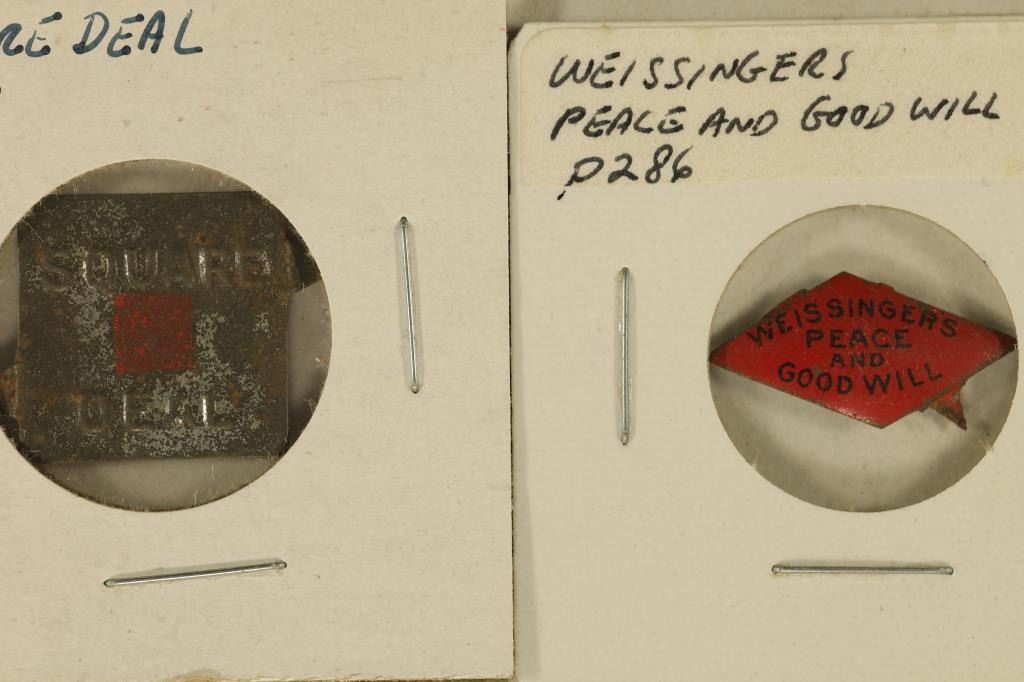 RE DEAL
SQUARE
DEAL
WEISSINGERS
PEACE AND GOOD WILL
P286
WEISSINGERS
PEACE
AND
GOOD WILL